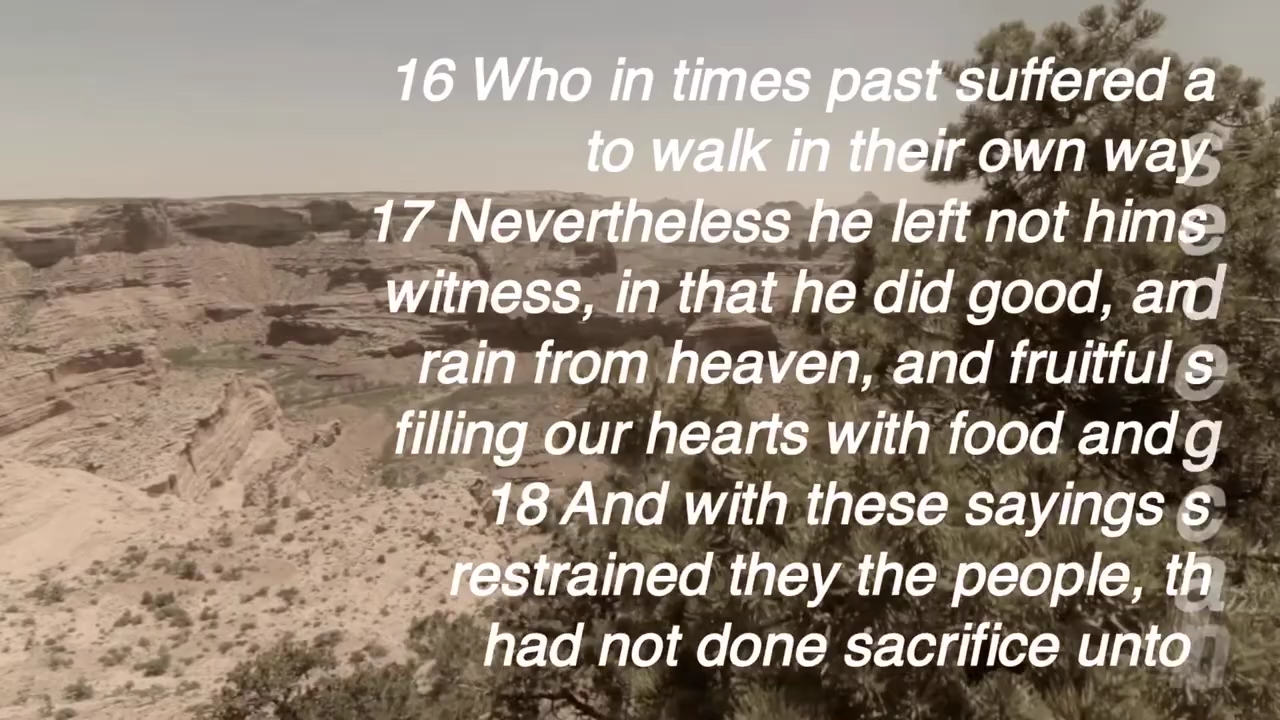 16 Who in times past suffered a
to walk in their own way
17 Nevertheless he left not hims
witness, in that he did good, an
rain from heaven, and fruitful s
filling our hearts with food and
18 And with these sayings s
restrained they the people, th
had not done sacrifice unto